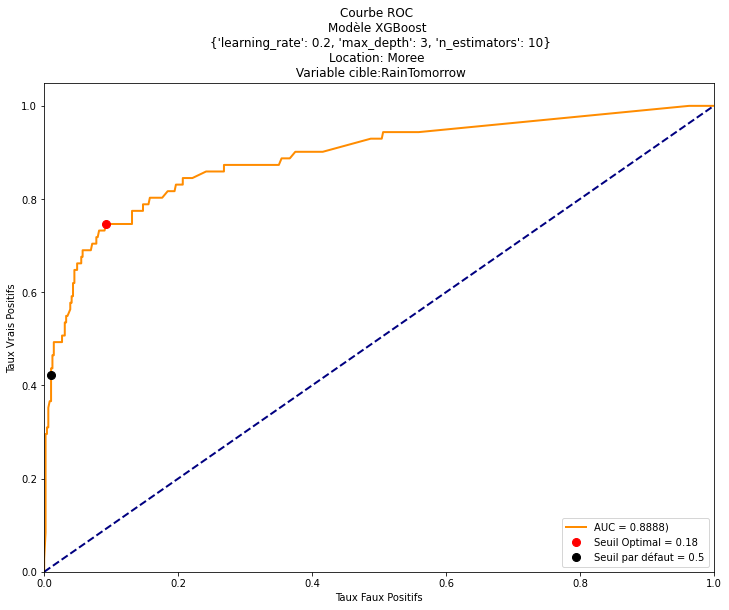 Courbe ROC
Modèle XGBoost
{'learning_rate': 0.2, 'max_depth': 3, 'n_estimators': 10}
Location: Moree
Variable cible:RainTomorrow
1.0
0.8
0.6
0.4
0.2
0.0
Taux Vrais Positifs
0.0 0.2 0.4 0.6 0.8 1.0
Taux Faux Positifs
AUC = 0.8888)
Seuil Optimal = 0.18
Seuil par défaut = 0.5